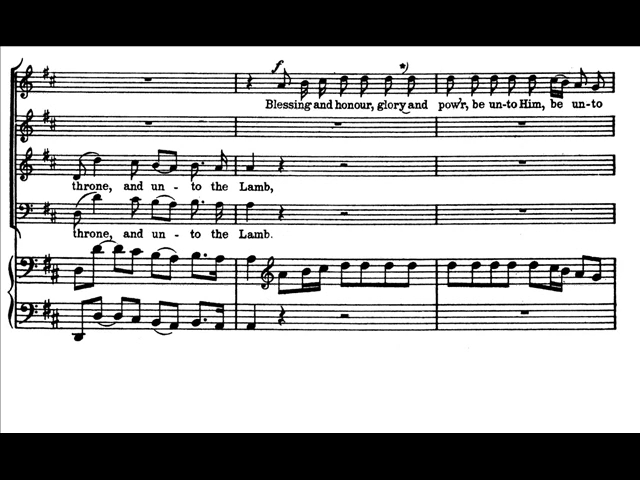 f *)
Blessing and honour, glory and pow'r, be un-to Him, be un-to
throne, and un - to the Lamb,
throne, and un - to the Lamb.